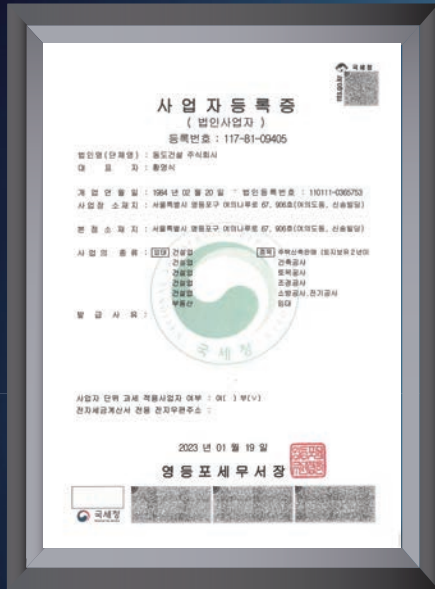 국세청
사업자등록증
( 법인사업자 )
등록번호 : 117-81-09405
법인명(단체명) : 동도건설 주식회사
대 표 자 : 황영식
개 업 연 월 일 : 1984 년 02 월 20 일 법인등록번호 : 110111-0365753
사업장 소재지 : 서울특별시 영등포구 여의나루로 67, 906호(여의도동, 신송빌딩)
본 점 소 재 지 : 서울특별시 영등포구 여의나루로 67, 906호(여의도동, 신송빌딩)
사 업 의 종 류 : 업태 건설업 종목 주택신축판매 (토지보유 2년이
건설업 건축공사
건설업 토목공사
건설업 조경공사
건설업 소방공사,전기공사
부동산 임대
발 급 사 유 :
국세청
사업자 단위 과세 적용사업자 여부 : 여( ) 부(v)
전자세금계산서 전용 전자우편주소 :
2023 년 01 월 19 일
영등포세무서장
국세청